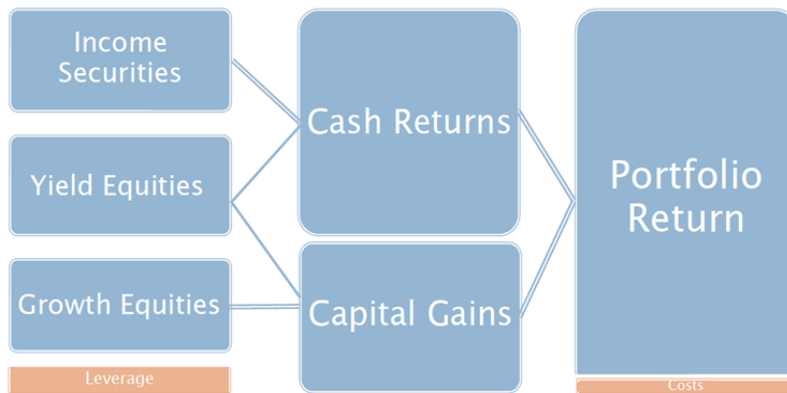 Income
Securities
Yield Equities
Growth Equities
Leverage
Cash Returns
Capital Gains
Portfolio
Return
Costs